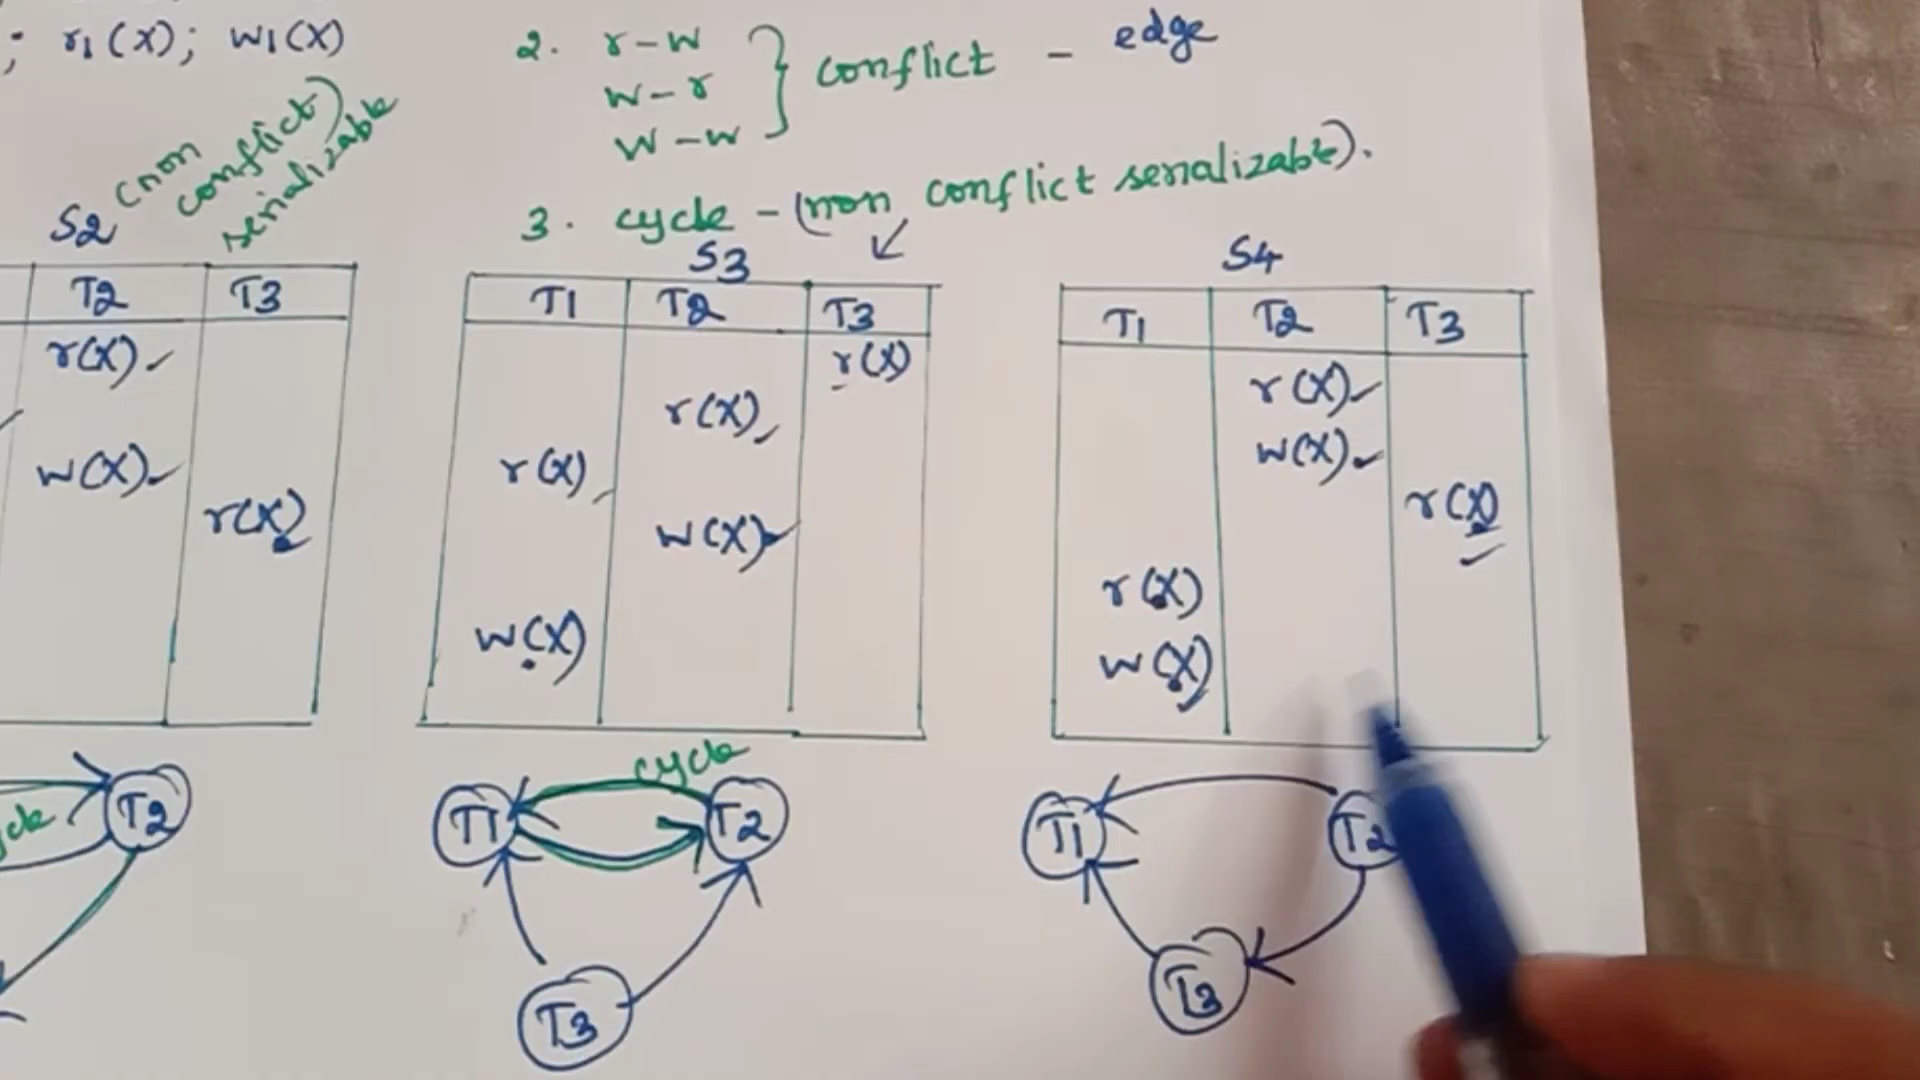 ; r1(X); w1(X)
2. r-w
w-r
w-w
} conflict - edge
3. cycle - (non conflict serializable).
S2 (non conflict) serializable
T2 T3
r(X)
w(X)
r(X)
T2
S3
T1 T2 T3
r(X)
r(X)
r(X)
w(X)
w(X)
cycle
T1 T2
T3
S4
T1 T2 T3
r(X)
w(X)
r(X)
r(X)
w(X)
T1 T2
T3